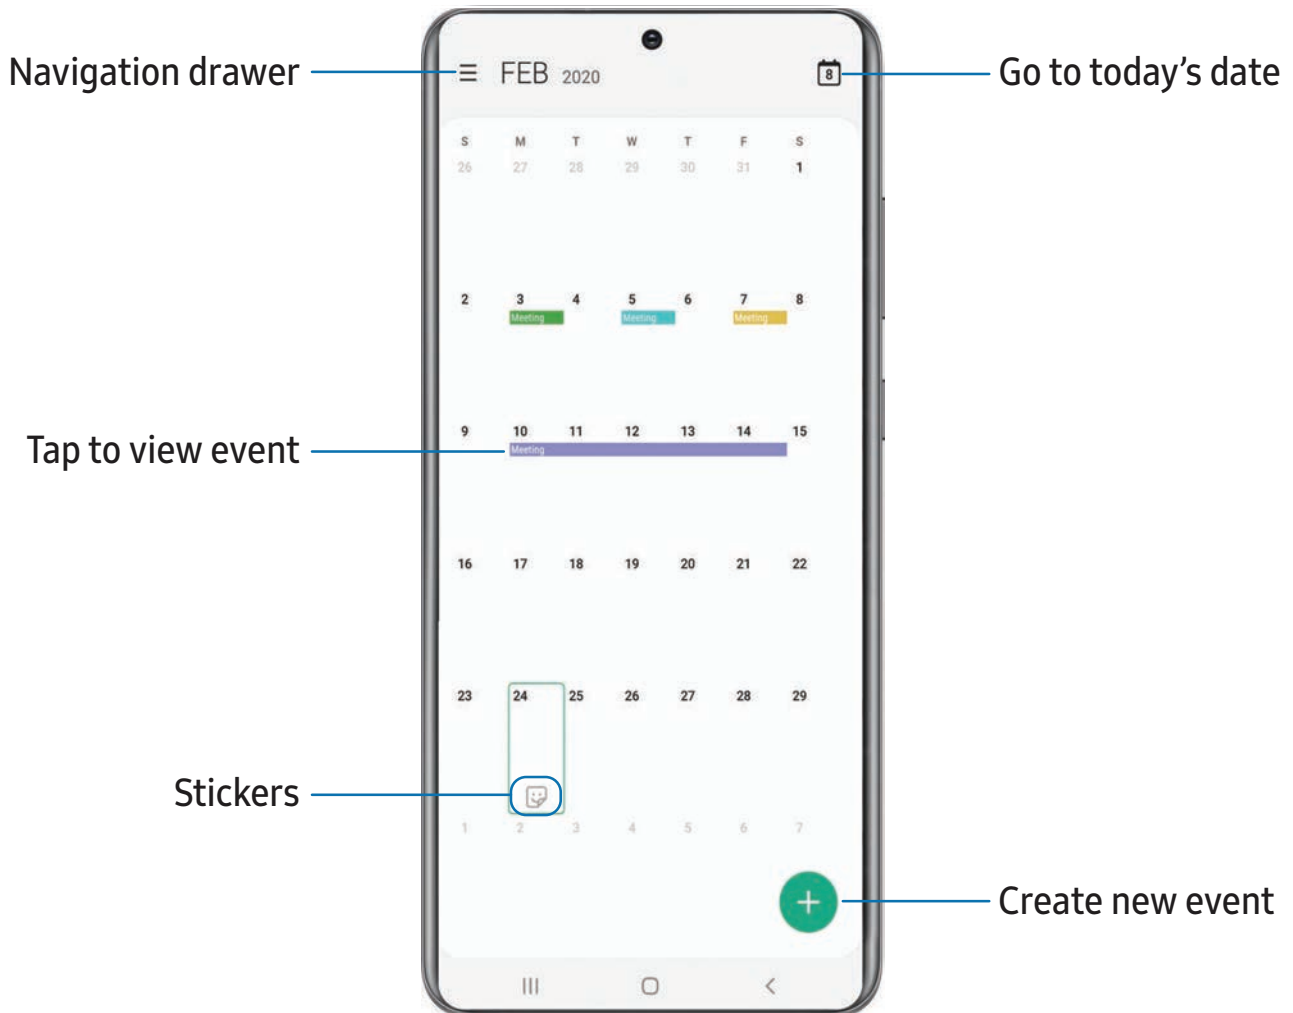 Navigation drawer
FEB 2020
8
Go to today's date
S M T W T F S
26 27 28 29 30 31 1
2 3 4 5 6 7 8
Meeting Meeting Meeting
9 10 11 12 13 14 15
Tap to view event
Meeting
16 17 18 19 20 21 22
23 24 25 26 27 28 29
Stickers
1 2 3 4 5 6 7
Create new event